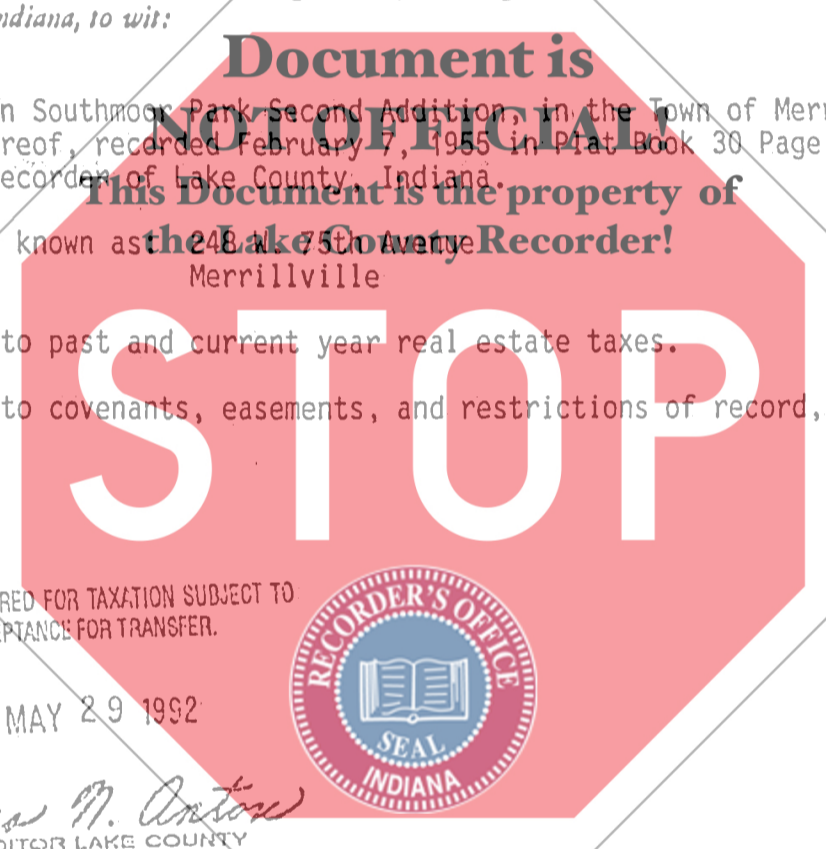 ndiana, to wit:
Document is
n Southmoor Park Second Addition, in the Town of Merr
NOT OFFICIAL!
reof, recorded February 7, 1955 in Plat Book 30 Page
ecorder of Lake County, Indiana.
This Document is the property of
known as: 248 W. 75th Avenue
the Lake County Recorder!
Merrillville
to past and current year real estate taxes.
to covenants, easements, and restrictions of record,
STOP
RED FOR TAXATION SUBJECT TO
EPTANCE FOR TRANSFER.
RECORDER'S OFFICE
SEAL
INDIANA
MAY 29 1992
N. Anton
DITOR LAKE COUNTY